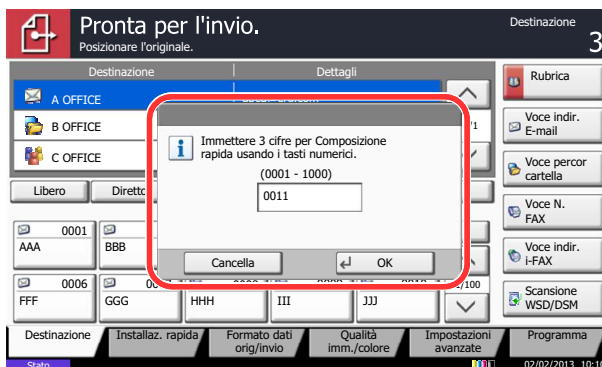 Pronta per l'invio.
Posizionare l'originale.
Destinazione
3
Destinazione
Dettagli
A OFFICE
B OFFICE
C OFFICE
Immettere 3 cifre per Composizione
rapida usando i tasti numerici.
(0001 - 1000)
0011
Cancella
OK
Libero
0001
AAA
BBB
0006
FFF
GGG
HHH
III
JJJ
Destinazione
Installaz. rapida
Formato dati
orig/invio
Qualità
imm./colore
Impostazioni
avanzate
Programma
Rubrica
Voce indir.
E-mail
Voce percor
cartella
Voce N.
FAX
Voce indir.
i-FAX
Scansione
WSD/DSM
Stato